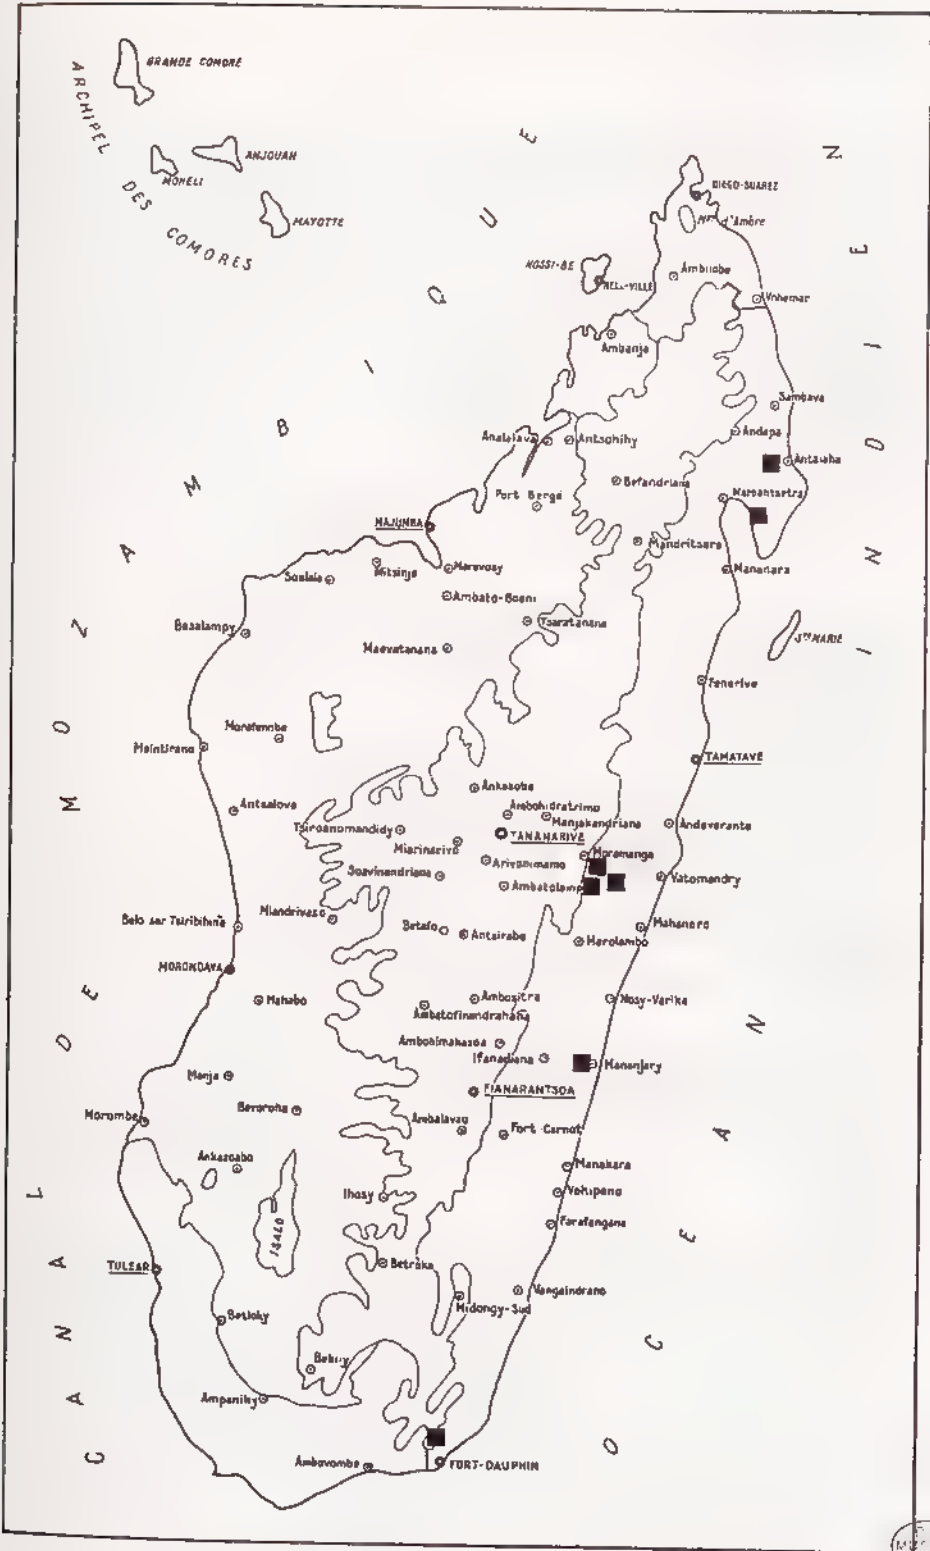 GRANDE COMORE
ARCHIPEL DES COMORES
ANJOUAN
MOHELI
MAYOTTE
CANAL DE MOZAMBIQUE
OCEAN INDIEN
DIEGO-SUAREZ
Mgne d'Ambre
NOSSI-BE
HELL-VILLE
Ambilobe
Vohemar
Ambanja
Sambava
Andapa
Analalava
Antsohihy
Antalaha
Befandriana
Port Bergé
Maroantsetra
MAJUNGA
Mandritsara
Mitsinjo
Marovoay
Mananara
Soalala
Ambato-Boeni
Tsaratanana
Besalampy
Ste MARIE
Maevatanana
Fenerive
Morafenobe
Maintirano
TAMATAVE
Ankazobe
Antsalova
Ambohidratrimo
Manjakandriana
Andevorante
Tsiroanomandidy
TANANARIVE
Miarinarivo
Moramanga
Arivonimamo
Soavinandriana
Ambatolampy
Vatomandry
Miandrivazo
Belo sur Tsiribihina
Betafo
Antsirabe
Mahanoro
Marolambo
MORONDAVA
Mahabo
Ambositra
Nosy-Varika
Ambatofinandrahana
Ambohimahasoa
Ifanadiana
Mananjary
Manja
FIANARANTSOA
Beroroha
Morombe
Ambalavao
Fort-Carnot
Ankazoabo
Manakara
Ihosy
Vohipeno
ISALO
Farafangana
TULEAR
Betroka
Midongy-Sud
Vangaindrano
Betioky
Bekily
Ampanihy
Ambovombe
FORT-DAUPHIN